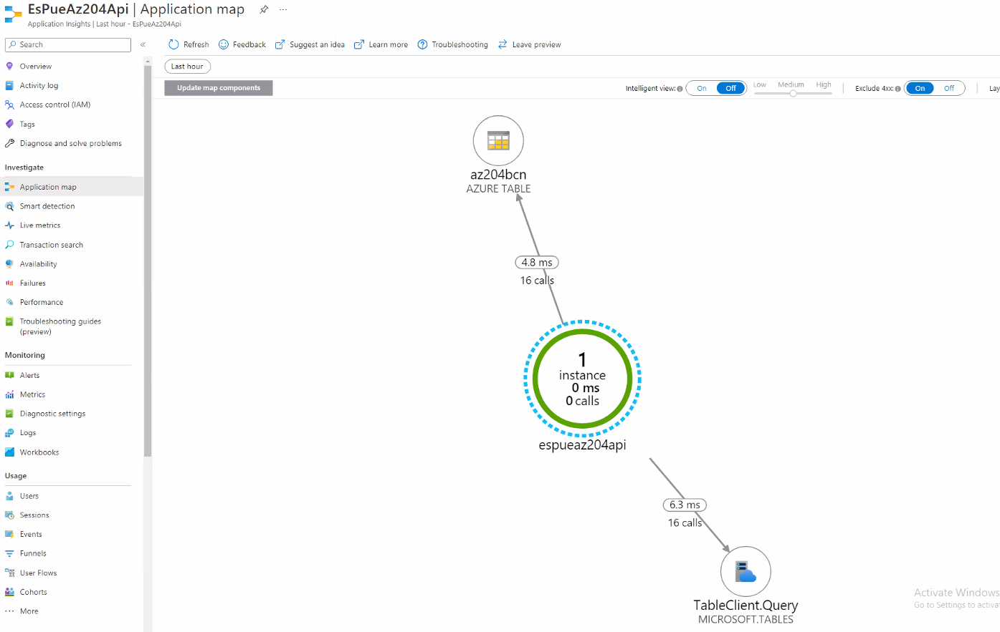 EsPueAz204Api | Application map ...
Application Insights | Last hour - EsPueAz204Api
Search
Refresh Feedback Suggest an idea Learn more Troubleshooting Leave preview
Overview
Activity log
Access control (IAM)
Tags
Diagnose and solve problems
Investigate
Application map
Smart detection
Live metrics
Transaction search
Availability
Failures
Performance
Troubleshooting guides
(preview)
Monitoring
Alerts
Metrics
Diagnostic settings
Logs
Workbooks
Usage
Users
Sessions
Events
Funnels
User Flows
Cohorts
More
Last hour
Update map components
Intelligent view: On Off Low Medium High Exclude 4xx: On Off Lay
az204bcn
AZURE TABLE
4.8 ms
16 calls
1
instance
0 ms
0 calls
espueaz204api
6.3 ms
16 calls
TableClient.Query
MICROSOFT.TABLES
Activate Windows
Go to Settings to activat